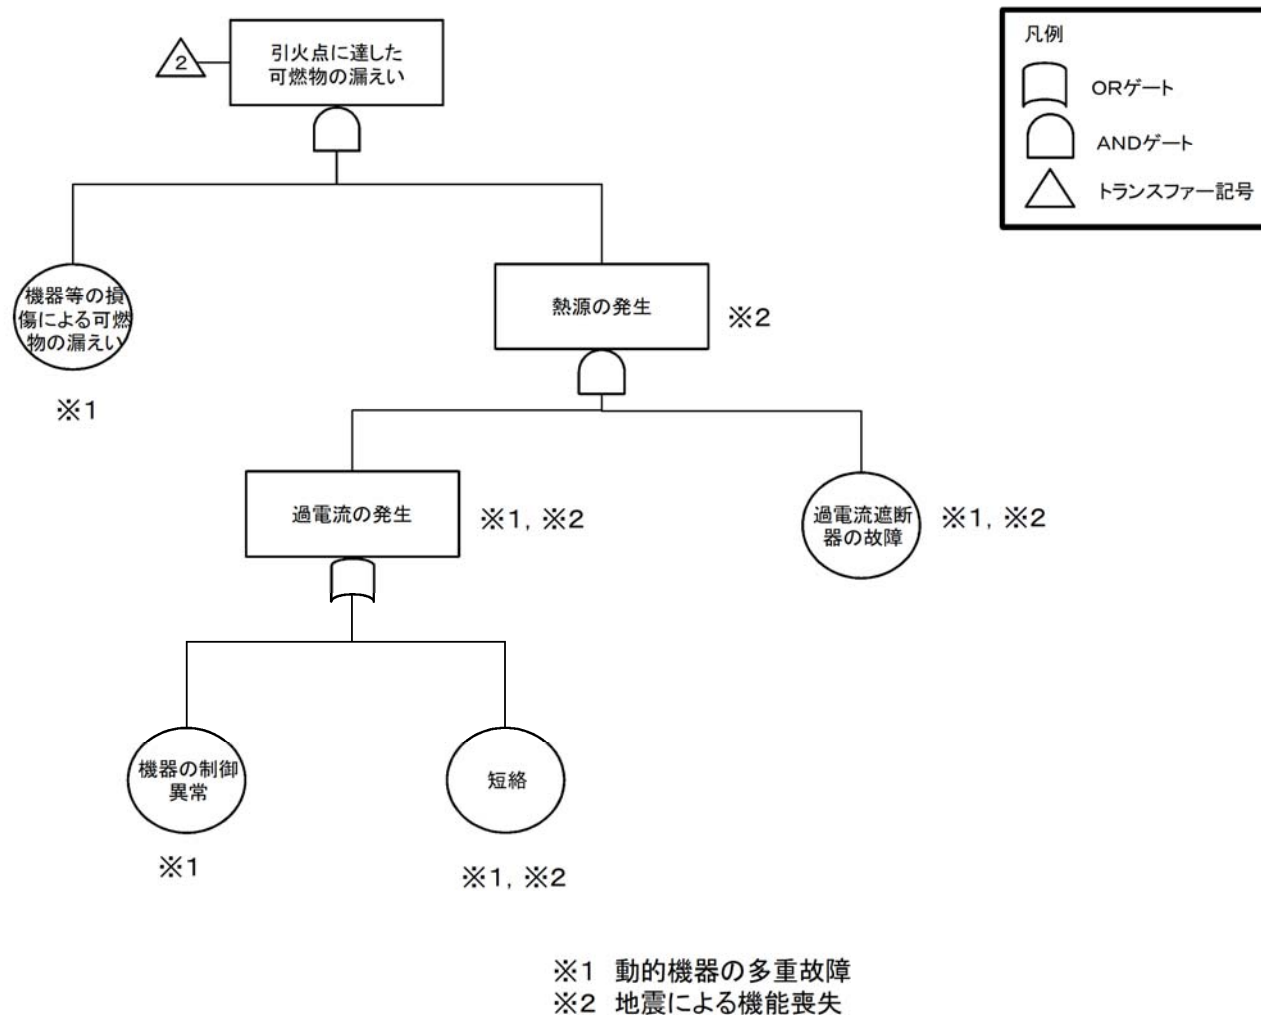 2
引火点に達した
可燃物の漏えい
凡例
ORゲート
ANDゲート
トランスファー記号
機器等の損
傷による可燃
物の漏えい
※1
熱源の発生
※2
過電流の発生
※1, ※2
過電流遮断
器の故障
※1, ※2
機器の制御
異常
※1
短絡
※1, ※2
※1 動的機器の多重故障
※2 地震による機能喪失